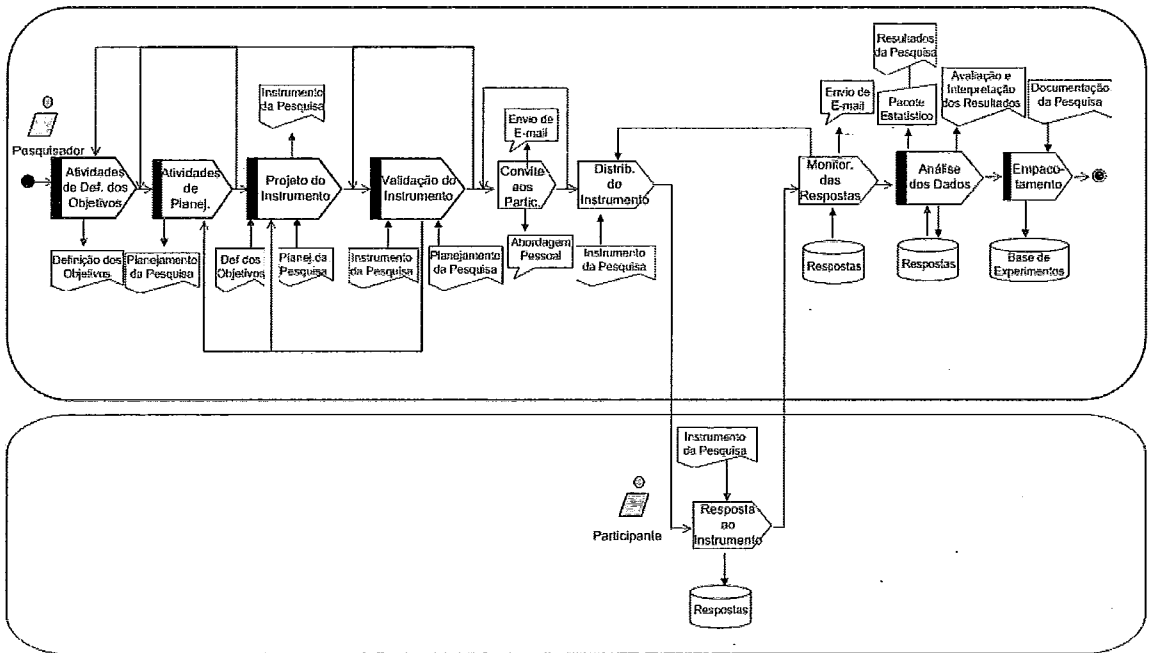 Resultados
da Pesquisa
Avaliação e
Interpretação
dos Resultados
Documentação
da Pesquisa
Instrumento
da Pesquisa
Envio de
E-mail
Envio de
E-mail
Pacote
Estatístico
Pesquisador
Atividades
de Def. dos
Objetivos
Atividades
de
Planej.
Projeto do
Instrumento
Validação do
Instrumento
Convite
aos
Partic.
Distrib.
do
Instrumento
Monitor.
das
Respostas
Análise
dos Dados
Empaco-
tamento
Definição dos
Objetivos
Planejamento
da Pesquisa
Def dos
Objetivos
Planej. da
Pesquisa
Instrumento
da Pesquisa
Planejamento
da Pesquisa
Abordagem
Pessoal
Instrumento
da Pesquisa
Respostas
Respostas
Base de
Experimentos
Instrumento
da Pesquisa
Participante
Resposta
ao
Instrumento
Respostas